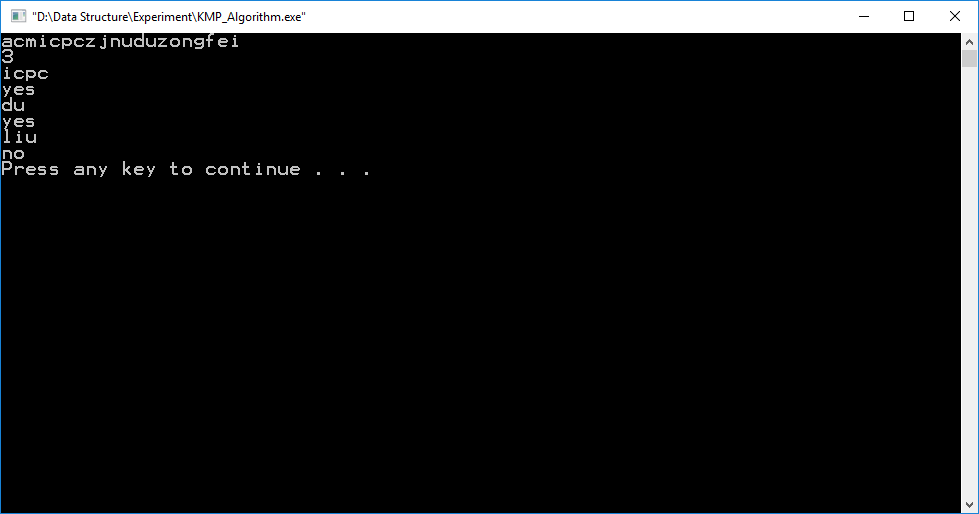 "D:\Data Structure\Experiment\KMP_Algorithm.exe"
acmicpczjnuduzongfei
3
icpc
yes
du
yes
liu
no
Press any key to continue . . .